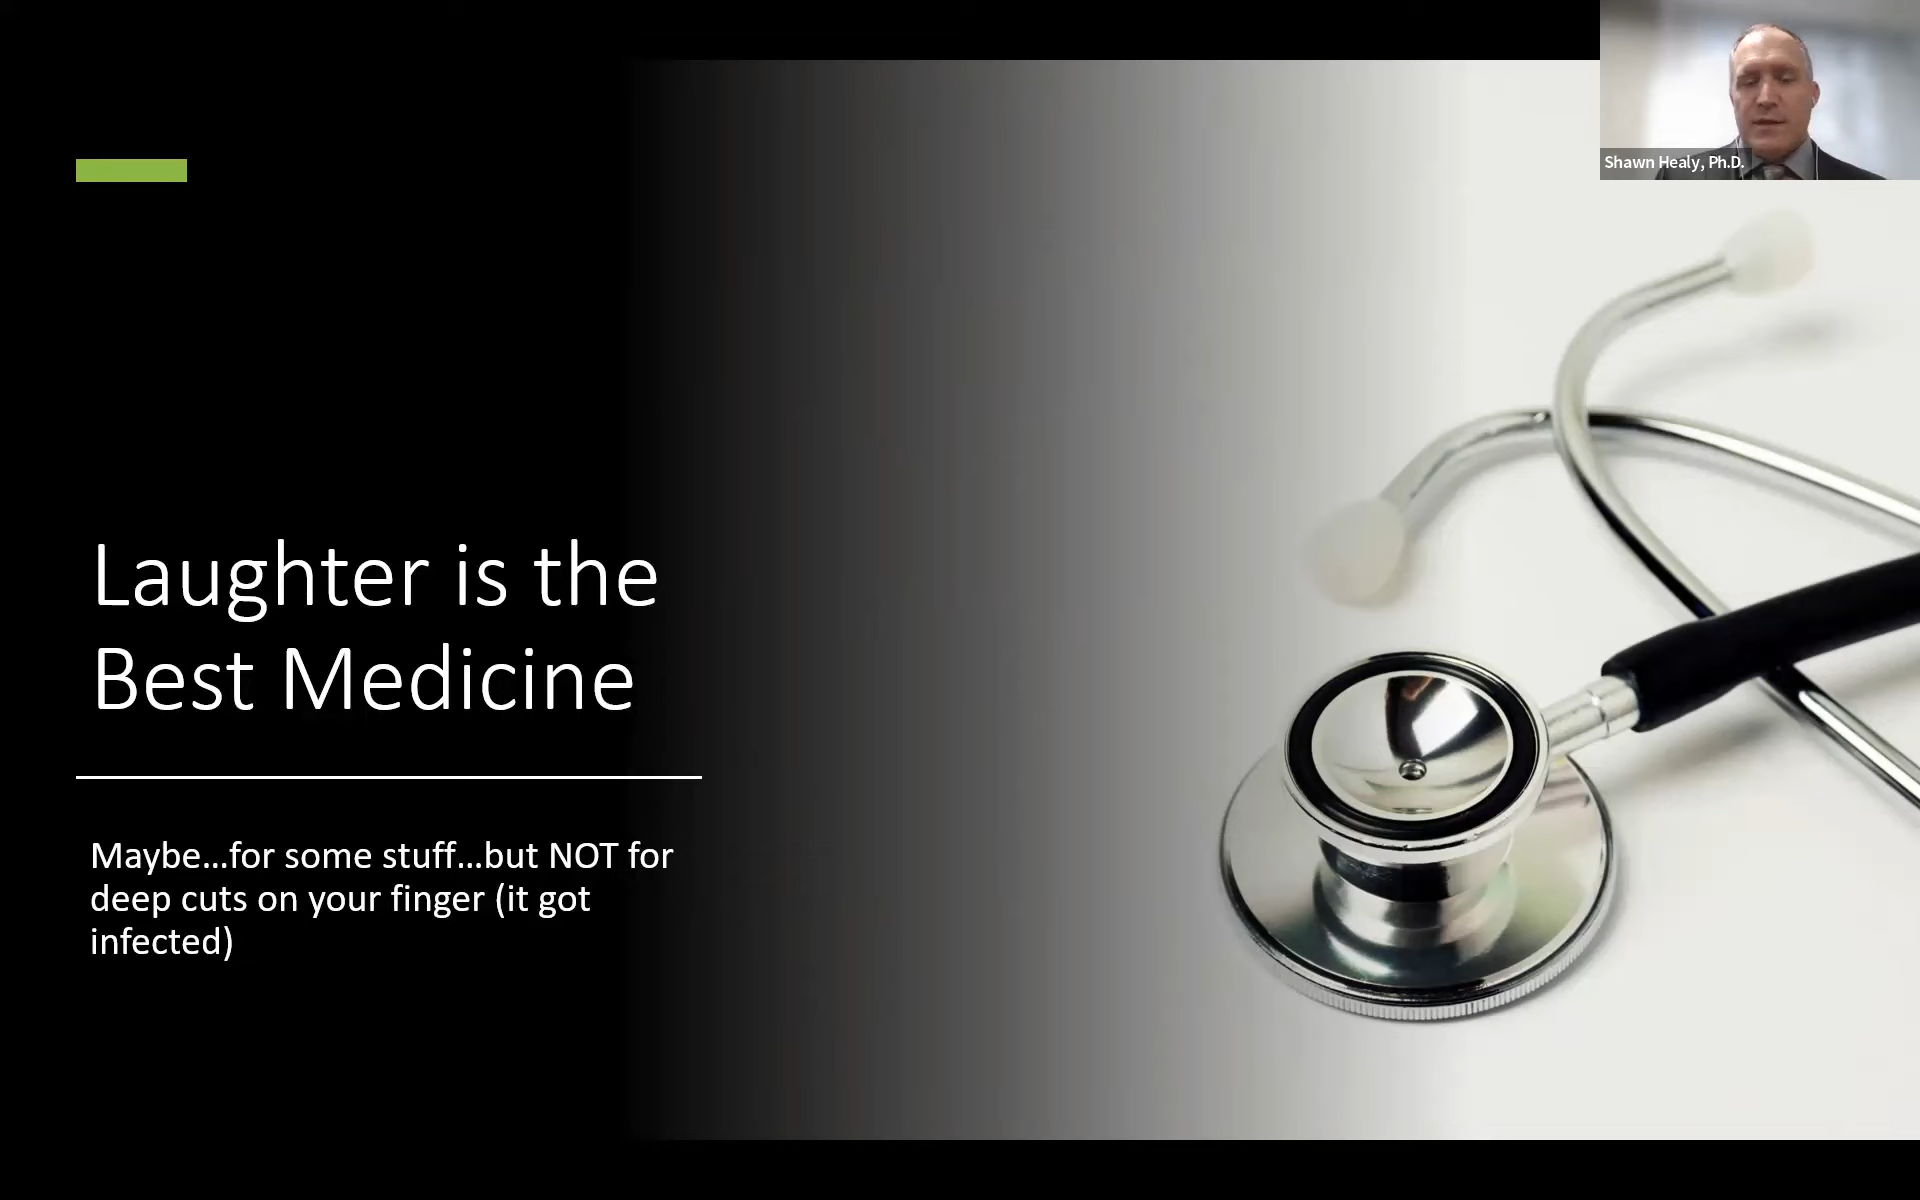 Shawn Healy, Ph.D.
Laughter is the
Best Medicine
Maybe...for some stuff...but NOT for
deep cuts on your finger (it got
infected)